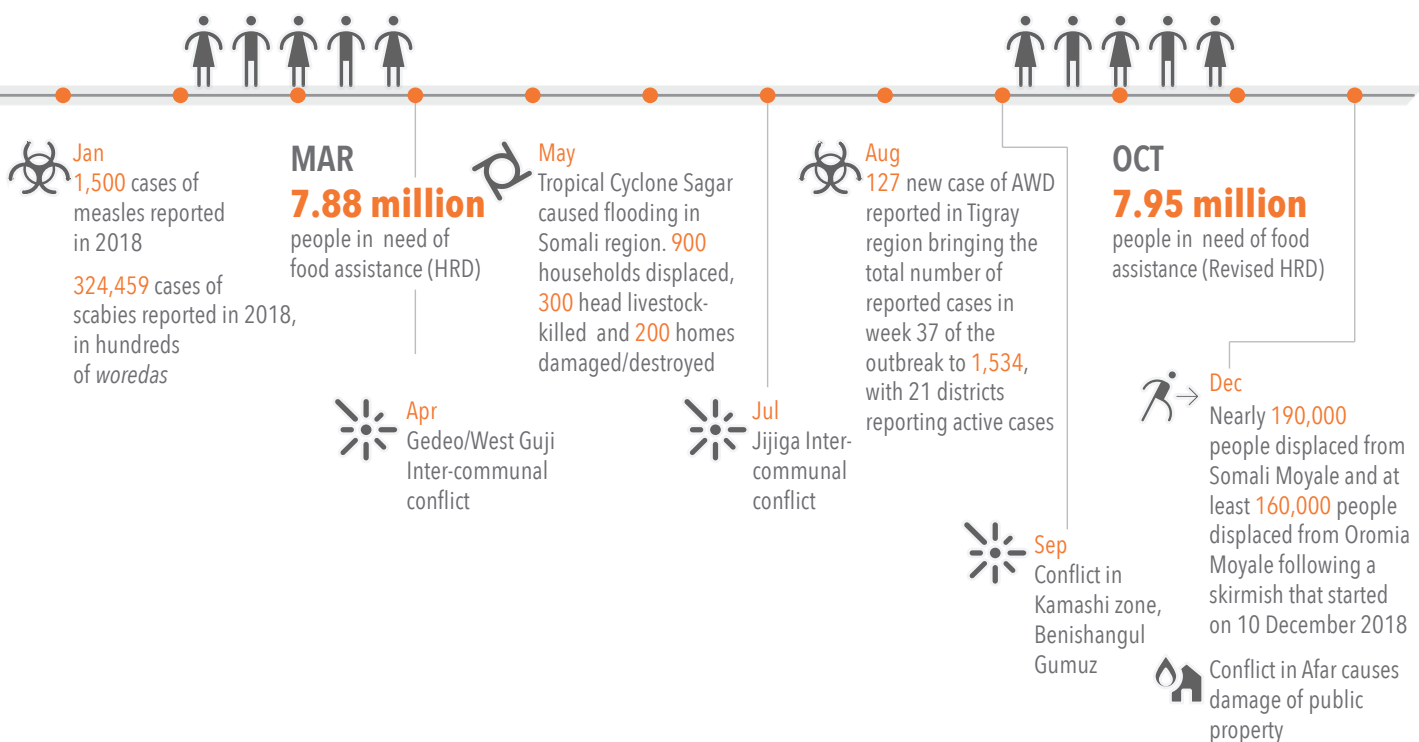 Jan
1,500 cases of
measles reported
in 2018
324,459 cases of
scabies reported in 2018,
in hundreds
of woredas
MAR
7.88 million
people in need of
food assistance (HRD)
Apr
Gedeo/West Guji
Inter-communal
conflict
May
Tropical Cyclone Sagar
caused flooding in
Somali region. 900
households displaced,
300 head livestock-
killed and 200 homes
damaged/destroyed
Jul
Jijiga Inter-
communal
conflict
Aug
127 new case of AWD
reported in Tigray
region bringing the
total number of
reported cases in
week 37 of the
outbreak to 1,534,
with 21 districts
reporting active cases
Sep
Conflict in
Kamashi zone,
Benishangul
Gumuz
OCT
7.95 million
people in need of food
assistance (Revised HRD)
Dec
Nearly 190,000
people displaced from
Somali Moyale and at
least 160,000 people
displaced from Oromia
Moyale following a
skirmish that started
on 10 December 2018
Conflict in Afar causes
damage of public
property